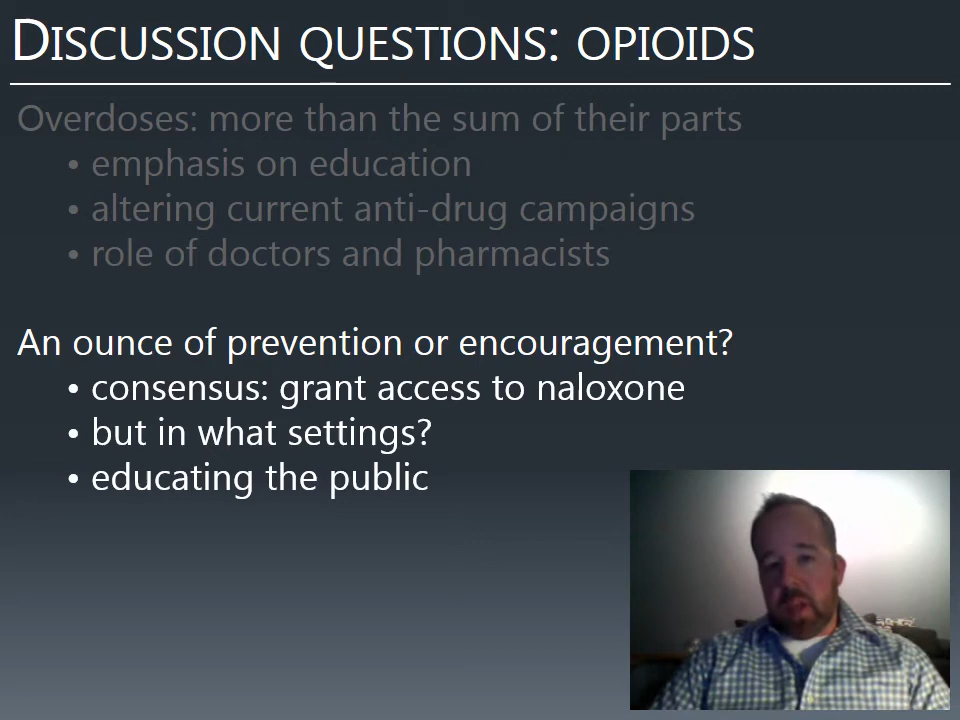 DISCUSSION QUESTIONS: OPIOIDS
Overdoses: more than the sum of their parts
• emphasis on education
• altering current anti-drug campaigns
• role of doctors and pharmacists
An ounce of prevention or encouragement?
• consensus: grant access to naloxone
• but in what settings?
• educating the public